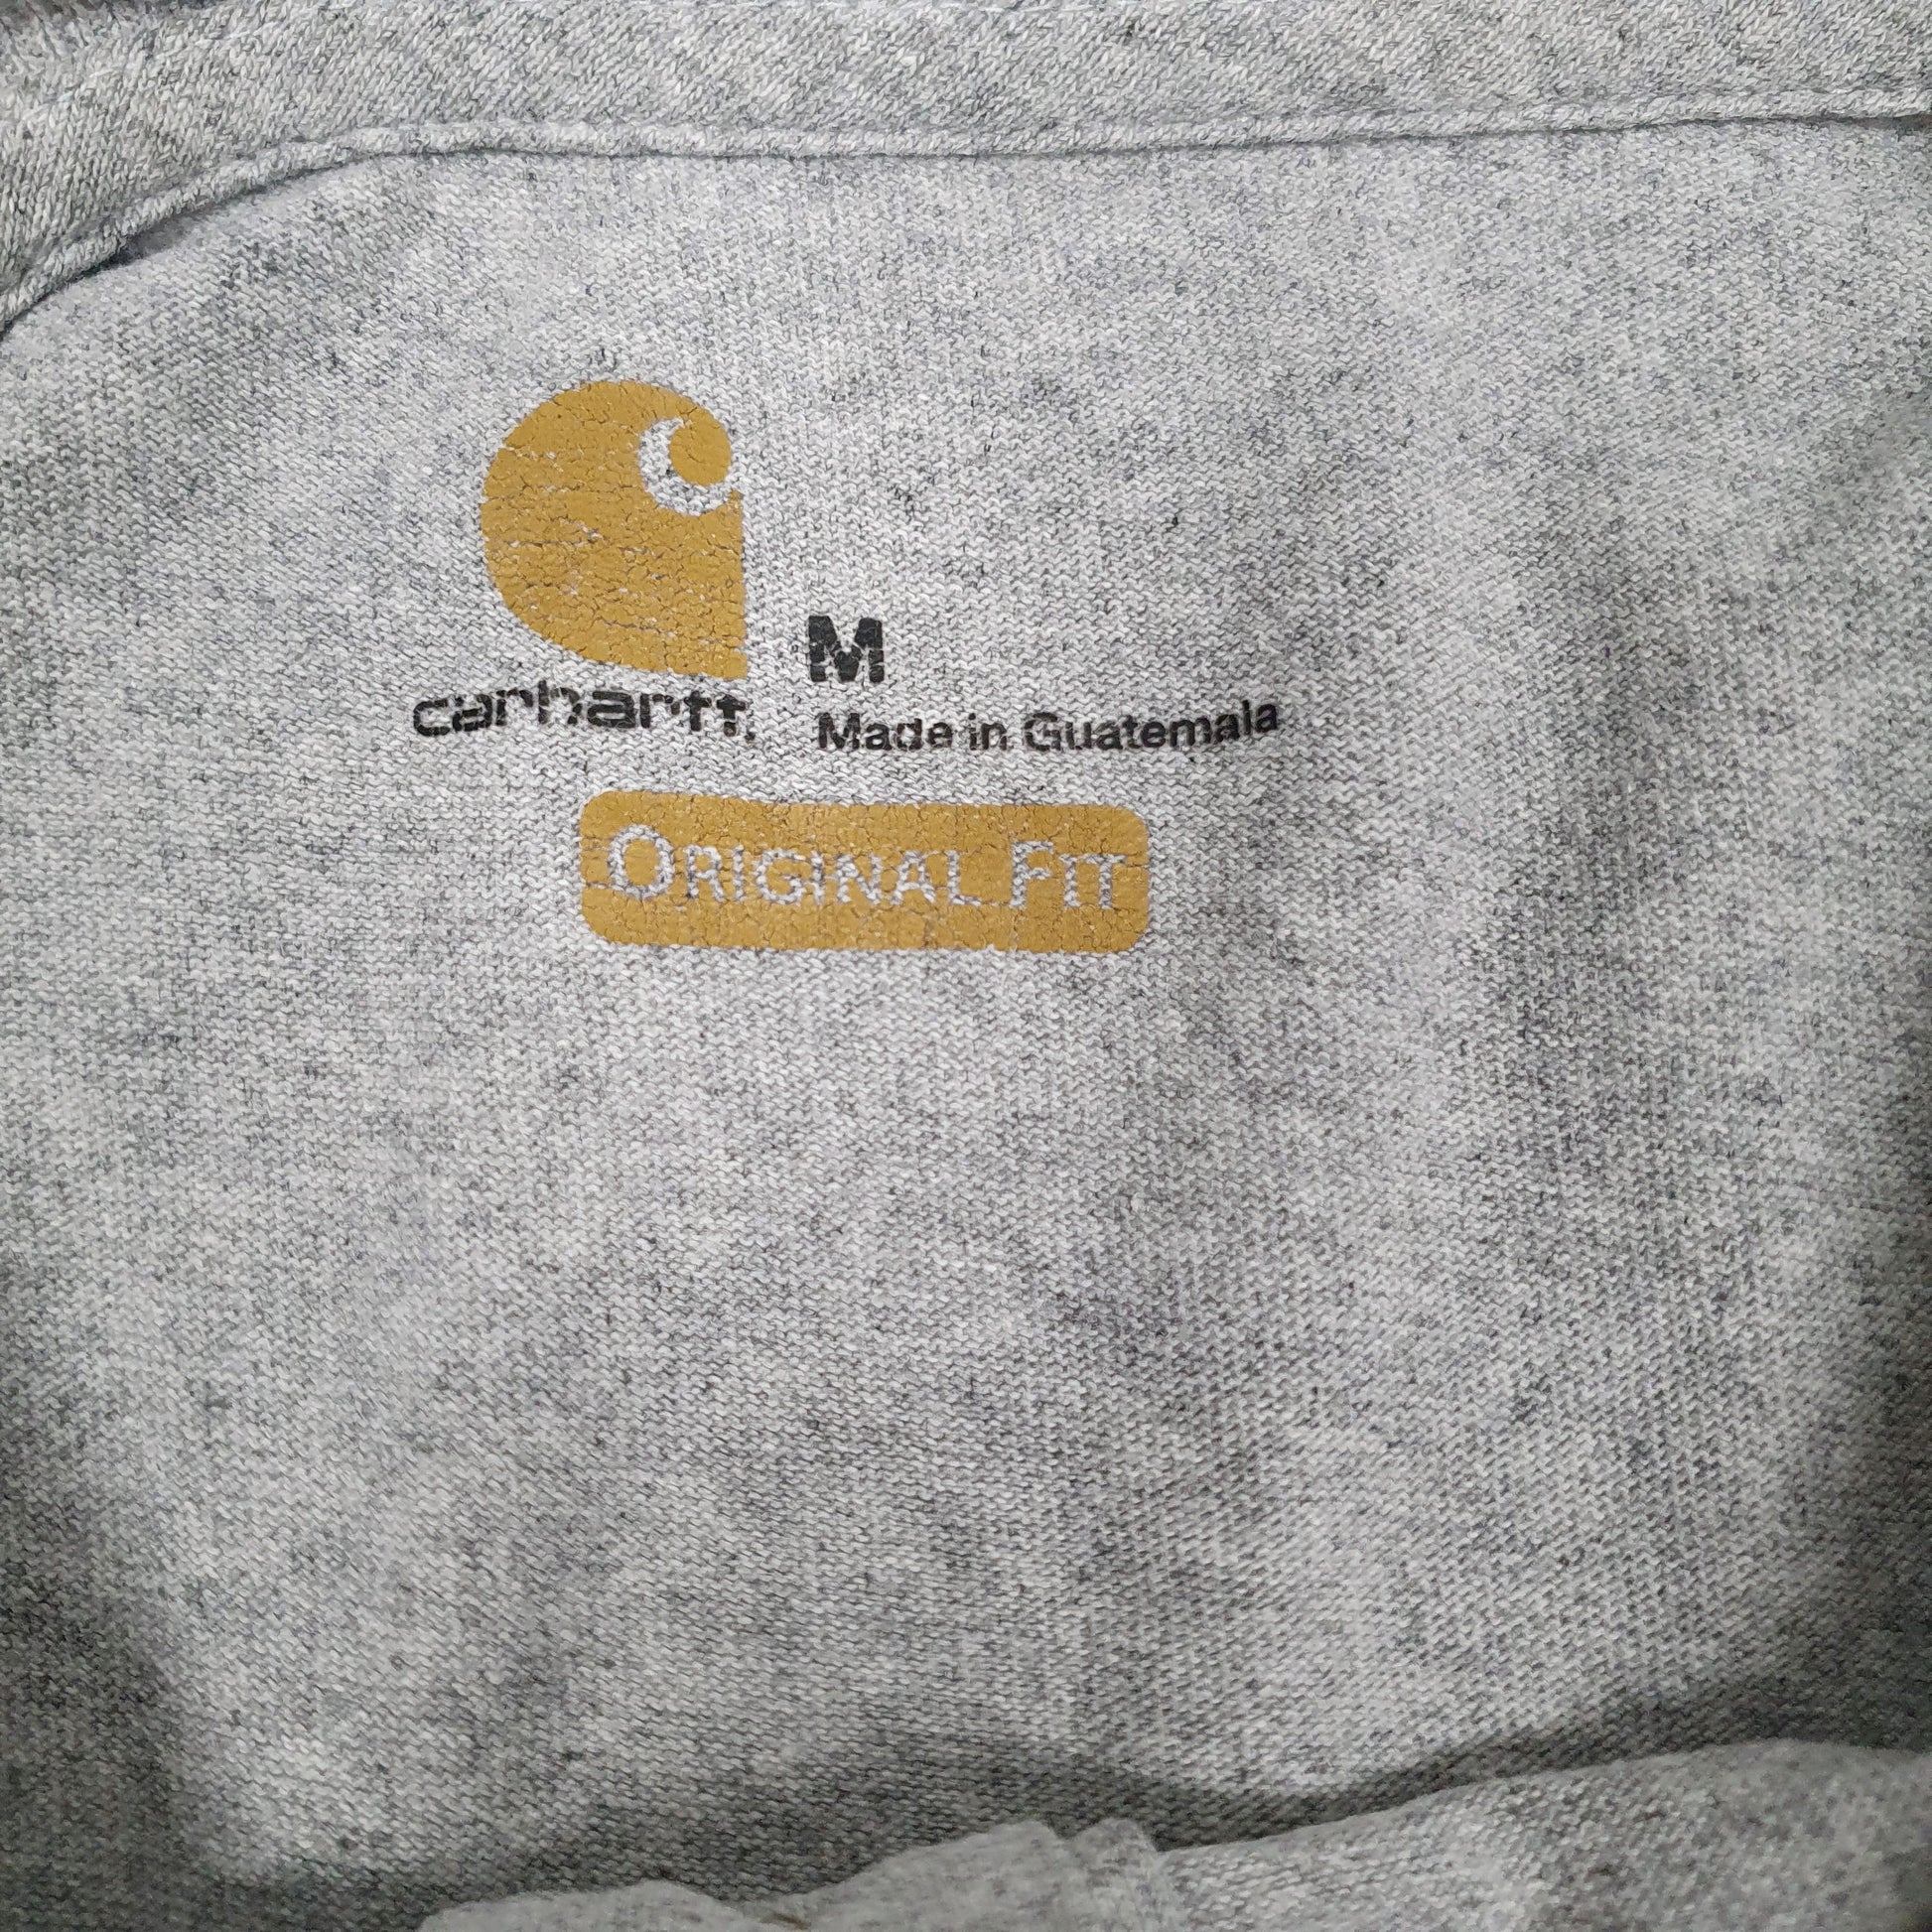 M
carhartt.
Made in Guatemala
ORIGINAL FIT